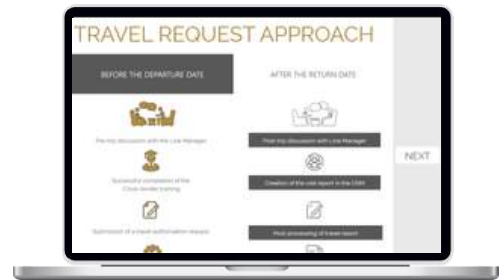 TRAVEL REQUEST APPROACH
BEFORE THE DEPARTURE DATE
AFTER THE RETURN DATE
Pre-trip discussion with the Line Manager
Post-trip discussion with Line Manager
NEXT
Successful completion of the
Cross-border training
Creation of the visit report in the CRM
Submission of a travel authorisation request
Post-processing of travel report